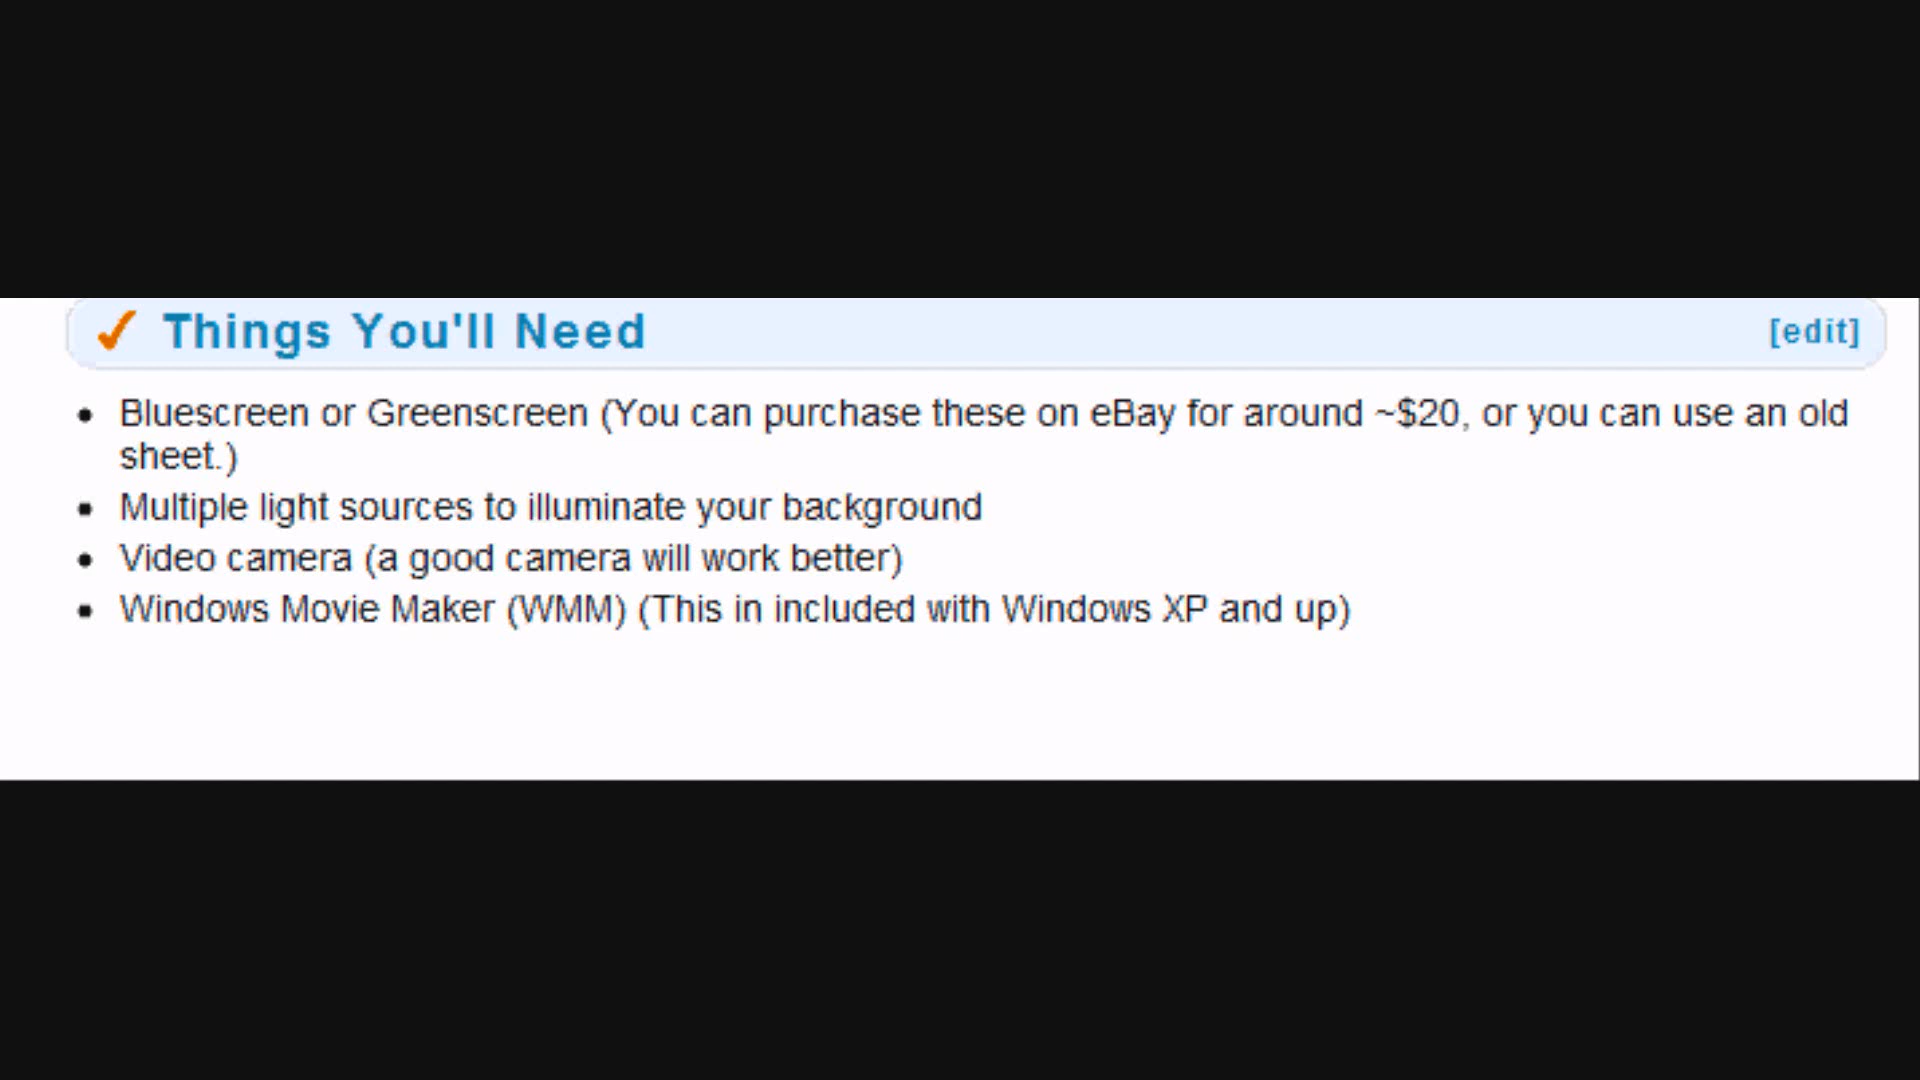 ✓ Things You'll Need [edit]
• Bluescreen or Greenscreen (You can purchase these on eBay for around ~$20, or you can use an old
sheet.)
• Multiple light sources to illuminate your background
• Video camera (a good camera will work better)
• Windows Movie Maker (WMM) (This in included with Windows XP and up)